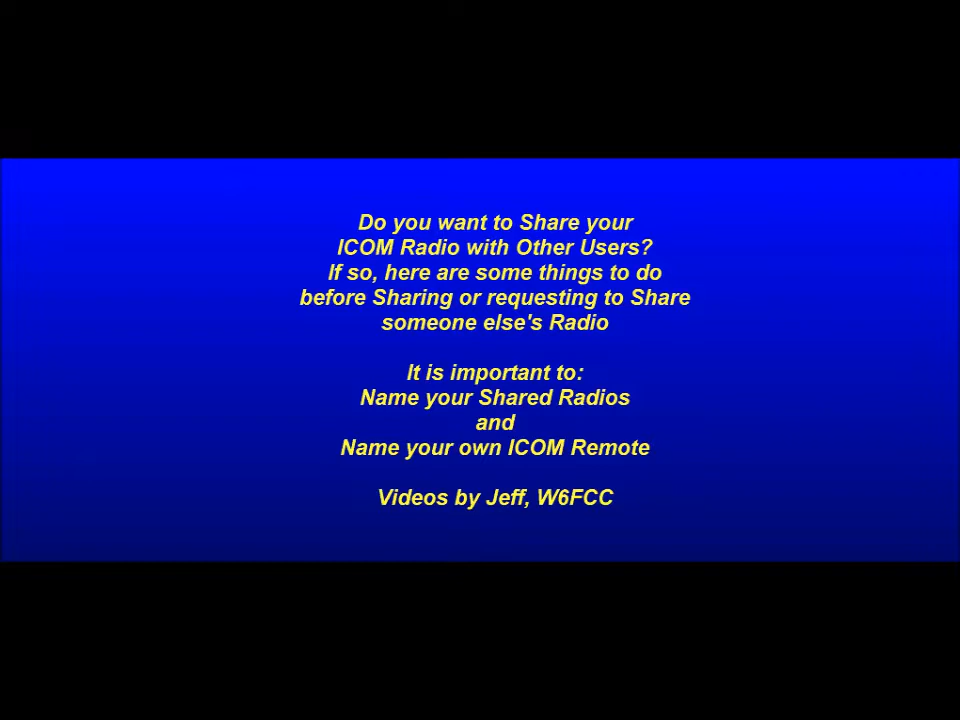 Do you want to Share your
ICOM Radio with Other Users?
If so, here are some things to do
before Sharing or requesting to Share
someone else's Radio
It is important to:
Name your Shared Radios
and
Name your own ICOM Remote
Videos by Jeff, W6FCC